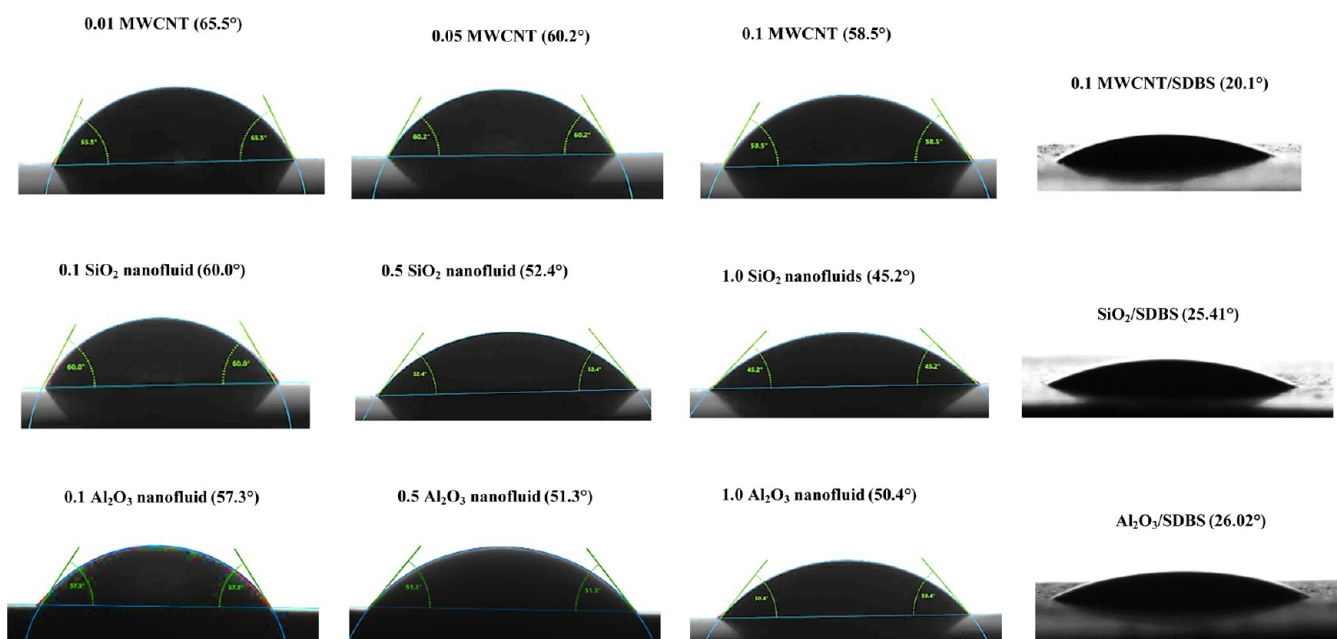 0.01 MWCNT (65.5°)
0.05 MWCNT (60.2°)
0.1 MWCNT (58.5°)
0.1 MWCNT/SDBS (20.1°)
65.5°
65.5°
60.2°
60.2°
58.5°
58.5°
0.1 SiO₂ nanofluid (60.0°)
0.5 SiO₂ nanofluid (52.4°)
1.0 SiO₂ nanofluids (45.2°)
SiO₂/SDBS (25.41°)
60.0°
60.0°
52.4°
52.4°
45.2°
45.2°
0.1 Al₂O₃ nanofluid (57.3°)
0.5 Al₂O₃ nanofluid (51.3°)
1.0 Al₂O₃ nanofluid (50.4°)
Al₂O₃/SDBS (26.02°)
57.3°
57.3°
51.3°
51.3°
50.4°
50.4°